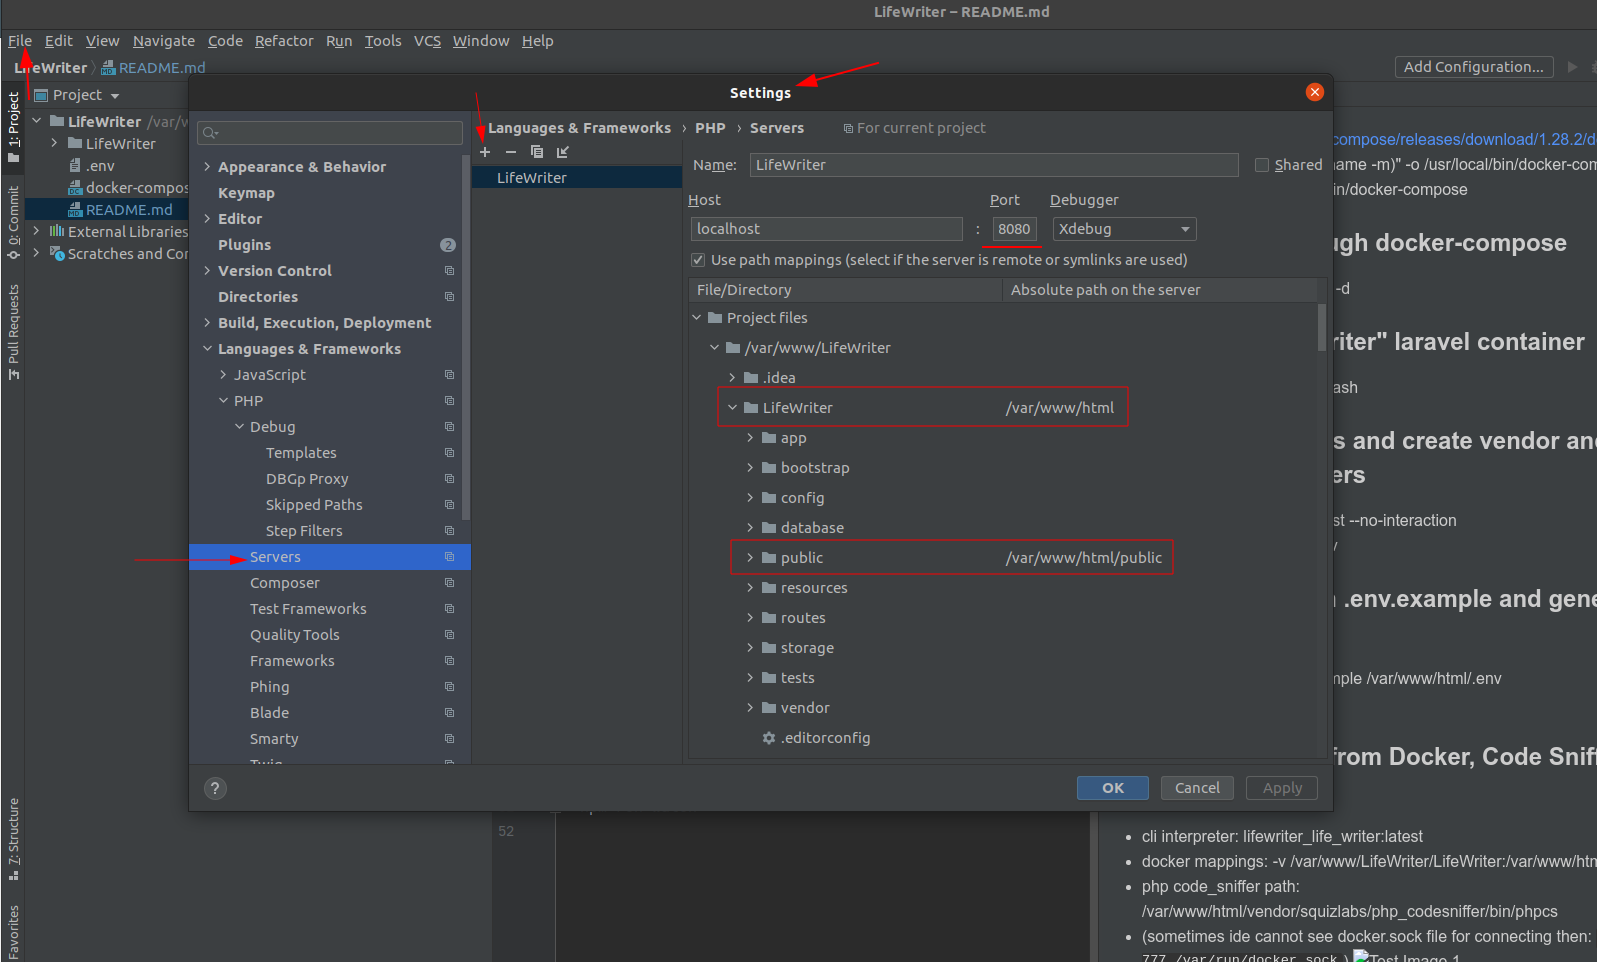 LifeWriter – README.md
File Edit View Navigate Code Refactor Run Tools VCS Window Help
LifeWriter README.md
Add Configuration...
1: Project
0: Commit
Pull Requests
7: Structure
Favorites
Project
LifeWriter /var/w
LifeWriter
.env
docker-compos
README.md
External Libraries
Scratches and Con
Settings
Appearance & Behavior
Keymap
Editor
Plugins 2
Version Control
Directories
Build, Execution, Deployment
Languages & Frameworks
JavaScript
PHP
Debug
Templates
DBGp Proxy
Skipped Paths
Step Filters
Servers
Composer
Test Frameworks
Quality Tools
Frameworks
Phing
Blade
Smarty
Twig
Languages & Frameworks › PHP › Servers For current project
LifeWriter
Name: LifeWriter Shared
Host Port Debugger
localhost : 8080 Xdebug
Use path mappings (select if the server is remote or symlinks are used)
File/Directory Absolute path on the server
Project files
/var/www/LifeWriter
.idea
LifeWriter /var/www/html
app
bootstrap
config
database
public /var/www/html/public
resources
routes
storage
tests
vendor
.editorconfig
? OK Cancel Apply
52
compose/releases/download/1.28.2/d
ame -m)" -o /usr/local/bin/docker-com
in/docker-compose
ugh docker-compose
-d
riter" laravel container
ash
s and create vendor an
ers
st --no-interaction
.env.example and gene
mple /var/www/html/.env
from Docker, Code Snif
• cli interpreter: lifewriter_life_writer:latest
• docker mappings: -v /var/www/LifeWriter/LifeWriter:/var/www/htm
• php code_sniffer path:
/var/www/html/vendor/squizlabs/php_codesniffer/bin/phpcs
• (sometimes ide cannot see docker.sock file for connecting then:
777 /var/run/docker.sock ) Test Image 1